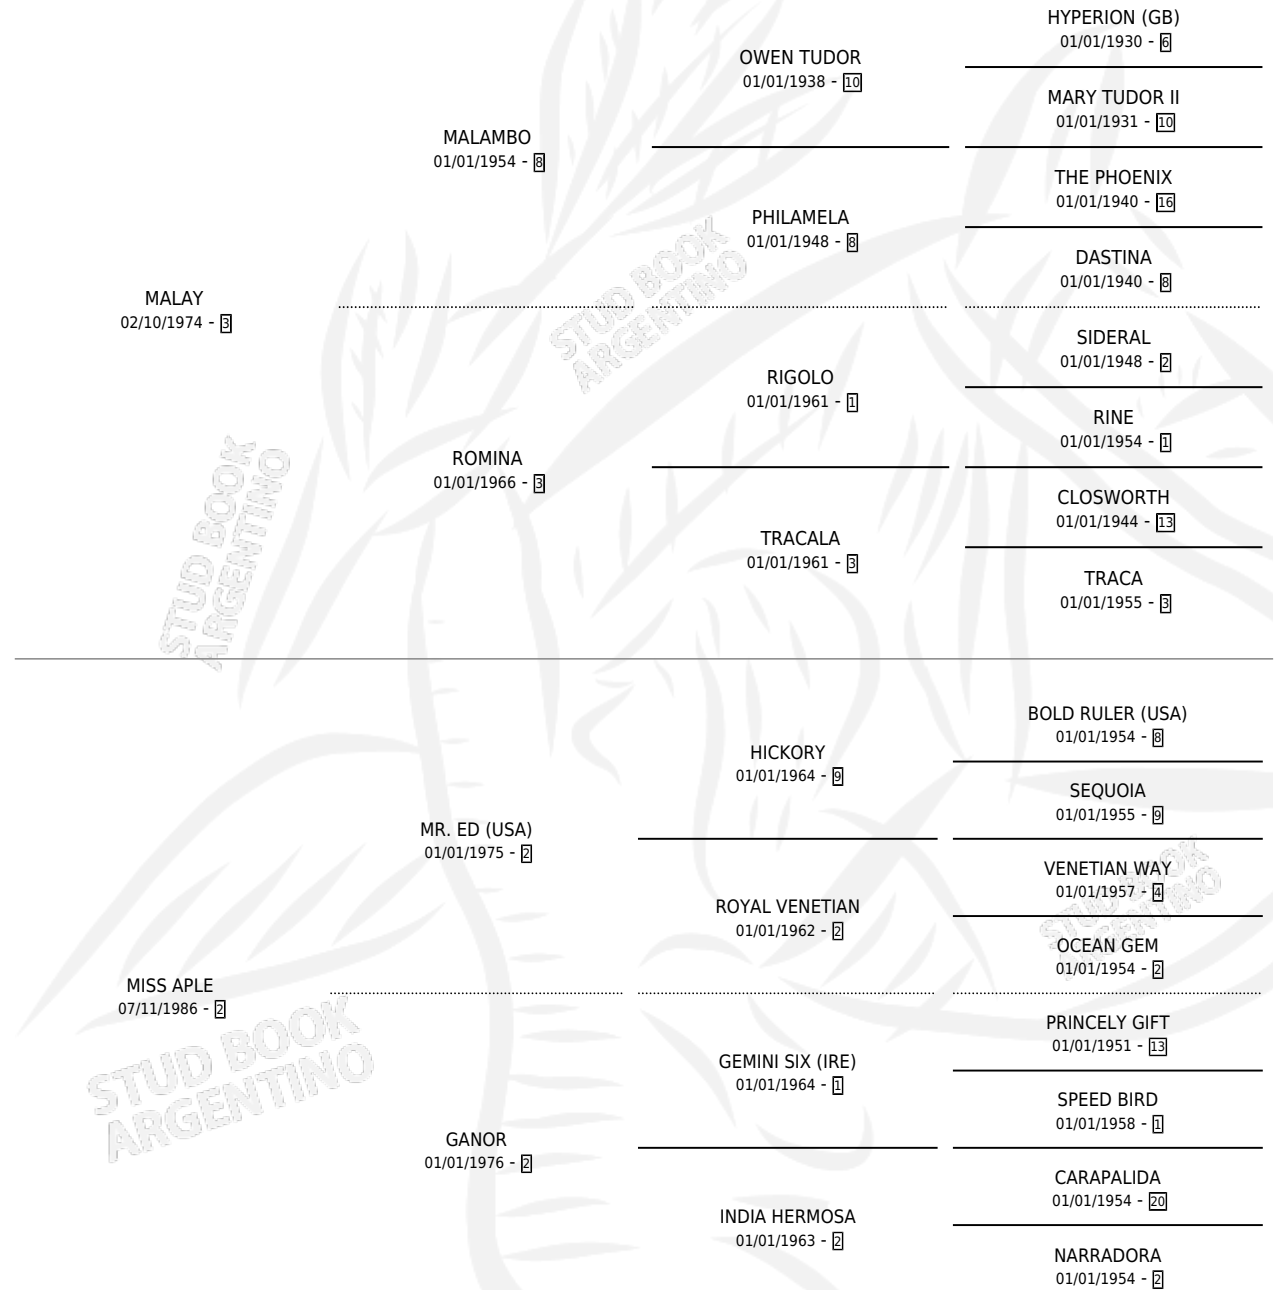 HYPERION (GB)
01/01/1930 - 6
OWEN TUDOR
01/01/1938 - 10
MARY TUDOR II
01/01/1931 - 10
MALAMBO
01/01/1954 - 8
THE PHOENIX
01/01/1940 - 16
PHILAMELA
01/01/1948 - 8
DASTINA
01/01/1940 - 8
MALAY
02/10/1974 - 3
SIDERAL
01/01/1948 - 2
RIGOLO
01/01/1961 - 1
RINE
01/01/1954 - 1
ROMINA
01/01/1966 - 3
CLOSWORTH
01/01/1944 - 13
TRACALA
01/01/1961 - 3
TRACA
01/01/1955 - 3
STUD BOOK
ARGENTINO
STUD BOOK
ARGENTINO
BOLD RULER (USA)
01/01/1954 - 8
HICKORY
01/01/1964 - 9
SEQUOIA
01/01/1955 - 9
MR. ED (USA)
01/01/1975 - 2
VENETIAN WAY
01/01/1957 - 4
ROYAL VENETIAN
01/01/1962 - 2
OCEAN GEM
01/01/1954 - 2
MISS APLE
07/11/1986 - 2
PRINCELY GIFT
01/01/1951 - 13
GEMINI SIX (IRE)
01/01/1964 - 1
SPEED BIRD
01/01/1958 - 1
GANOR
01/01/1976 - 2
CARAPALIDA
01/01/1954 - 20
INDIA HERMOSA
01/01/1963 - 2
NARRADORA
01/01/1954 - 2
STUD BOOK
ARGENTINO
STUD BOOK
ARGENTINO